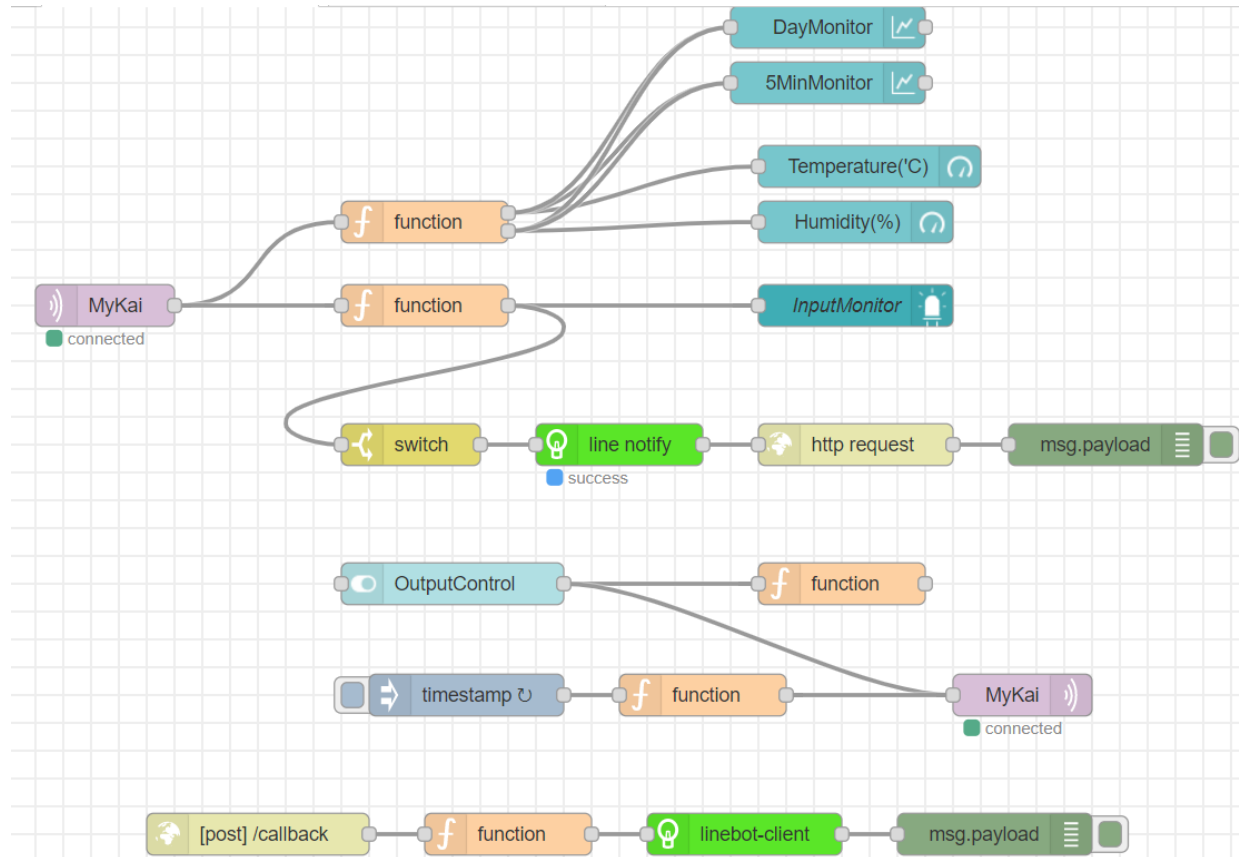 DayMonitor
5MinMonitor
Temperature('C)
function
Humidity(%)
MyKai
function
InputMonitor
connected
switch
line notify
http request
msg.payload
success
OutputControl
function
timestamp ↻
function
MyKai
connected
[post] /callback
function
linebot-client
msg.payload